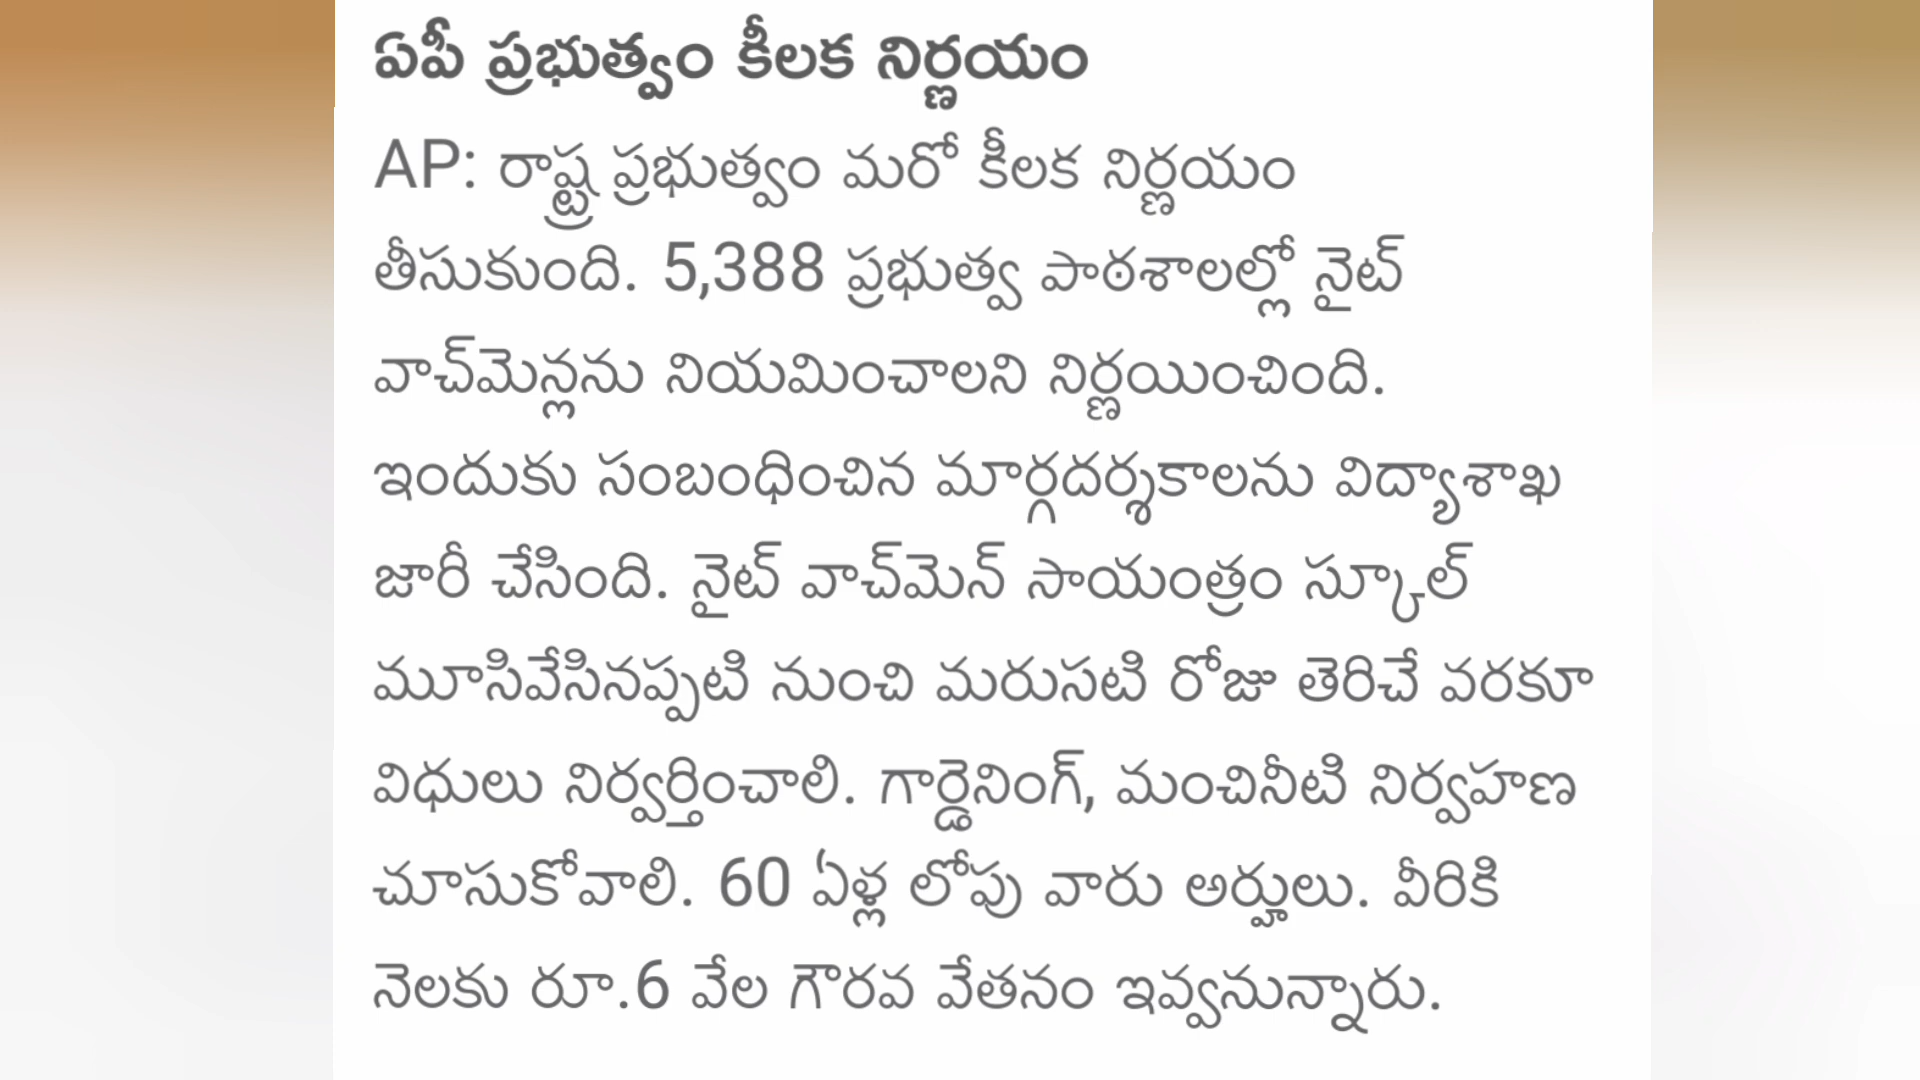 ఏపీ ప్రభుత్వం కీలక నిర్ణయం
AP: రాష్ట్ర ప్రభుత్వం మరో కీలక నిర్ణయం
తీసుకుంది. 5,388 ప్రభుత్వ పాఠశాలల్లో నైట్
వాచ్‌మెన్లను నియమించాలని నిర్ణయించింది.
ఇందుకు సంబంధించిన మార్గదర్శకాలను విద్యాశాఖ
జారీ చేసింది. నైట్ వాచ్‌మెన్ సాయంత్రం స్కూల్
మూసివేసినప్పటి నుంచి మరుసటి రోజు తెరిచే వరకూ
విధులు నిర్వర్తించాలి. గార్డెనింగ్, మంచినీటి నిర్వహణ
చూసుకోవాలి. 60 ఏళ్ల లోపు వారు అర్హులు. వీరికి
నెలకు రూ.6 వేల గౌరవ వేతనం ఇవ్వనున్నారు.